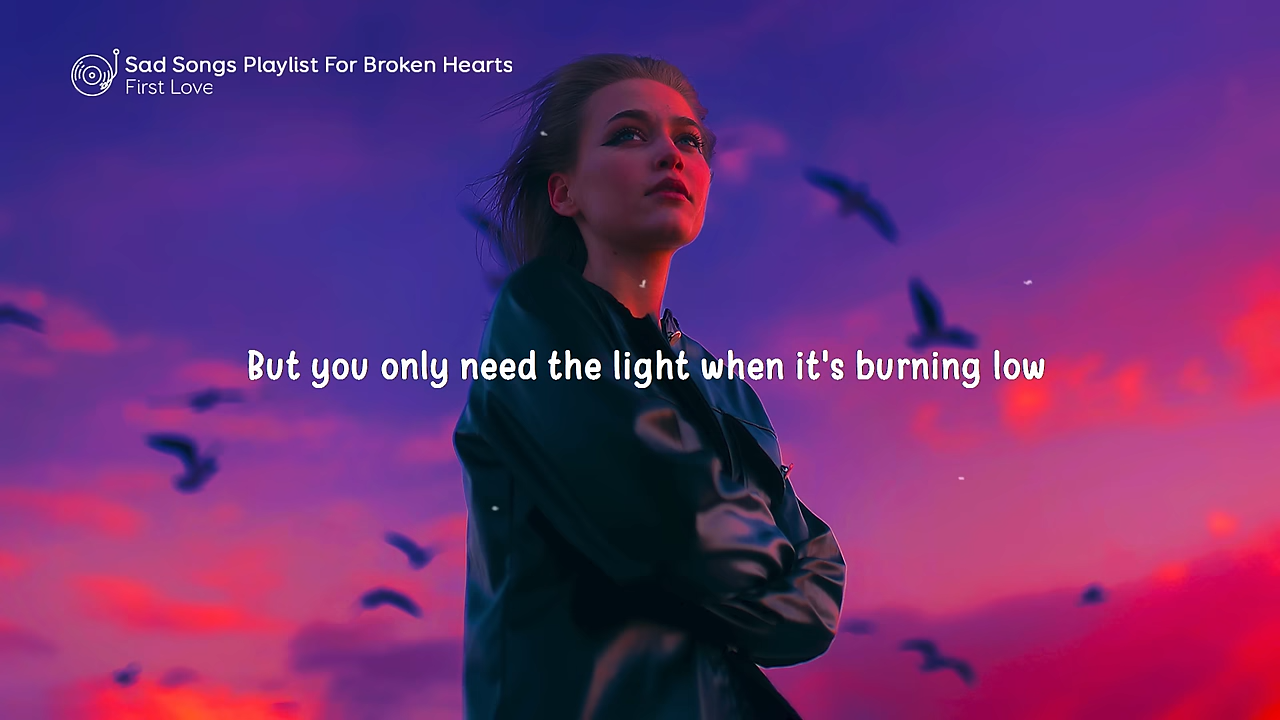 Sad Songs Playlist For Broken Hearts
First Love
But you only need the light when it's burning low